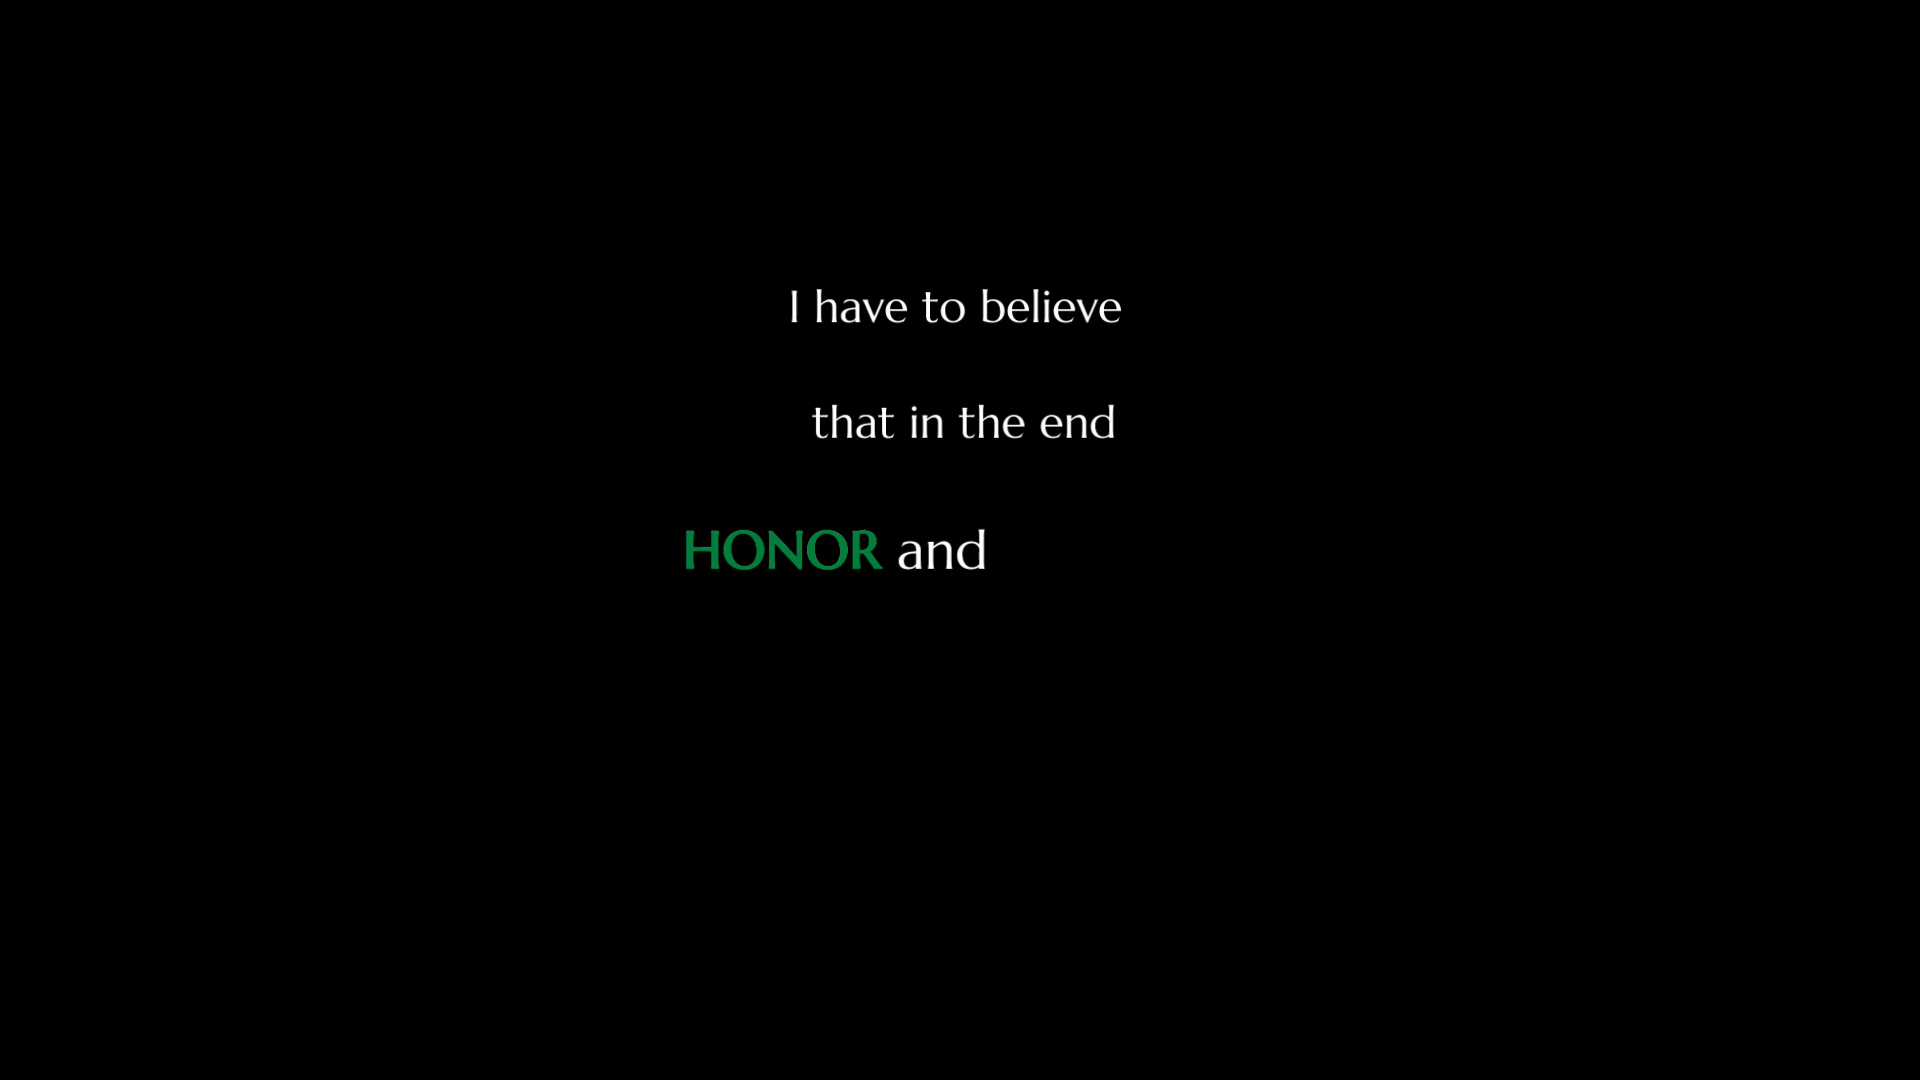 I have to believe
that in the end
HONOR and